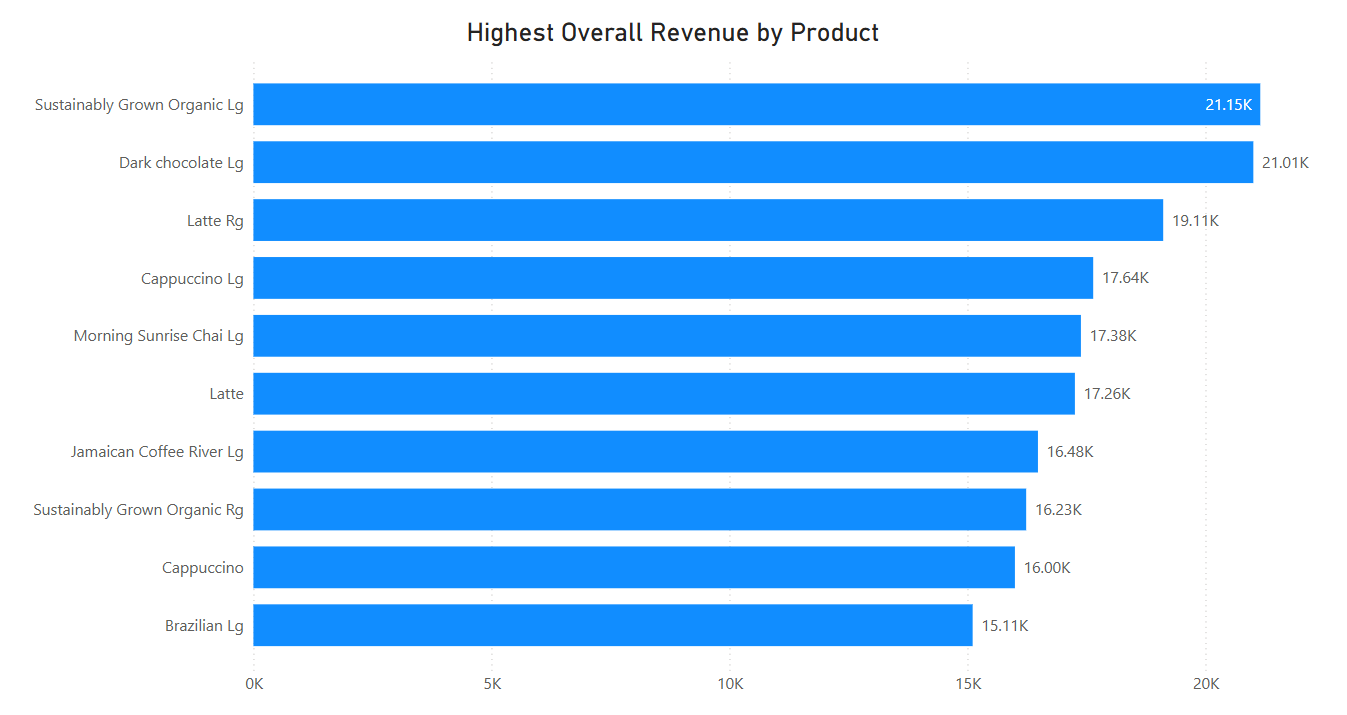 Highest Overall Revenue by Product
Sustainably Grown Organic Lg 21.15K
Dark chocolate Lg 21.01K
Latte Rg 19.11K
Cappuccino Lg 17.64K
Morning Sunrise Chai Lg 17.38K
Latte 17.26K
Jamaican Coffee River Lg 16.48K
Sustainably Grown Organic Rg 16.23K
Cappuccino 16.00K
Brazilian Lg 15.11K
0K 5K 10K 15K 20K